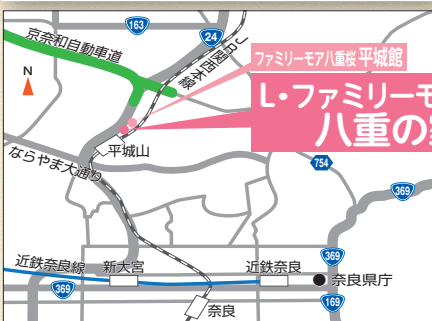 163
京奈和自動車道
24
JR関西本線
N
ファミリーモア八重桜 平城館
L・ファミリーモ
八重の
平城山
ならやま大通り
754
369
近鉄奈良線
新大宮
近鉄奈良
369
369
奈良県庁
169
奈良